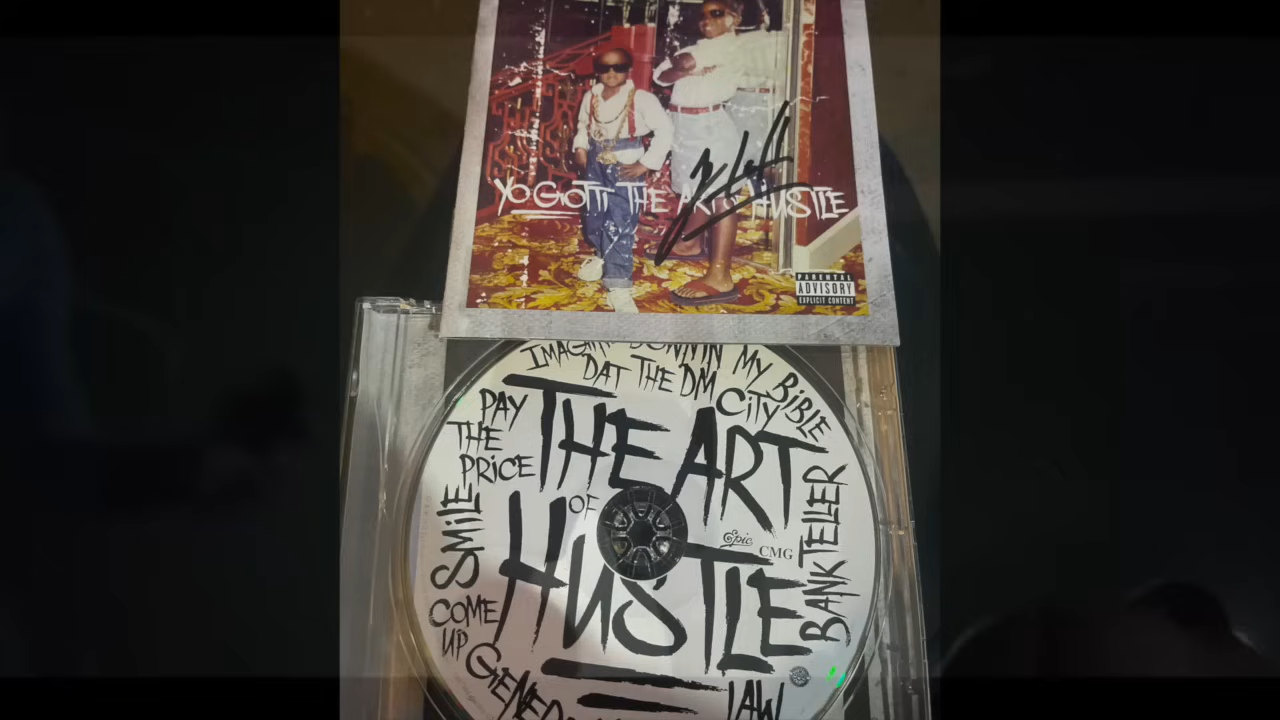 YO GOTTI THE ART OF HUSTLE
PARENTAL
ADVISORY
EXPLICIT CONTENT
MY BIBLE
DAT THE DM
CITY
PAY
THE
PRICE
THE ART
OF
HUSTLE
Epic
CMG
BANK TELLER
SMILE
COME
UP
LAW